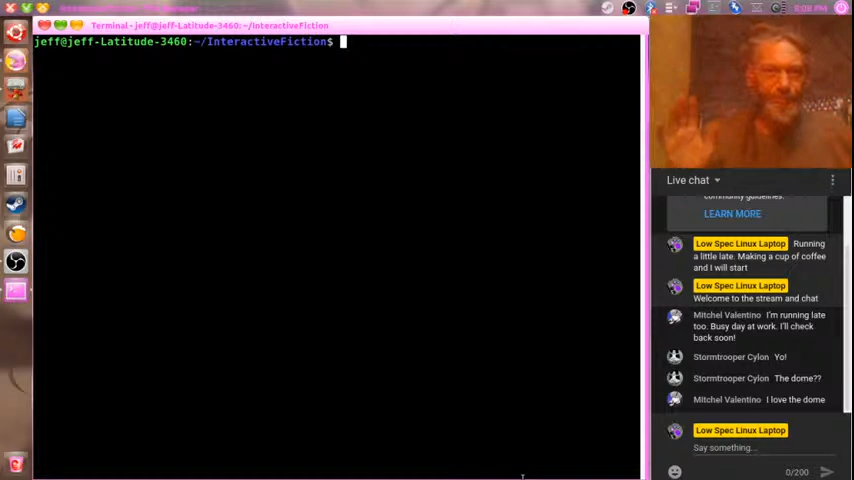 Terminal - jeff@jeff-Latitude-3460: ~/InteractiveFiction
jeff@jeff-Latitude-3460:~/InteractiveFiction$
Live chat
community guidelines.
LEARN MORE
Low Spec Linux Laptop Running
a little late. Making a cup of coffee
and I will start
Low Spec Linux Laptop
Welcome to the stream and chat
Mitchel Valentino I'm running late
too. Busy day at work. I'll check
back soon!
Stormtrooper Cylon Yo!
Stormtrooper Cylon The dome??
Mitchel Valentino I love the dome
Low Spec Linux Laptop
Say something...
0/200